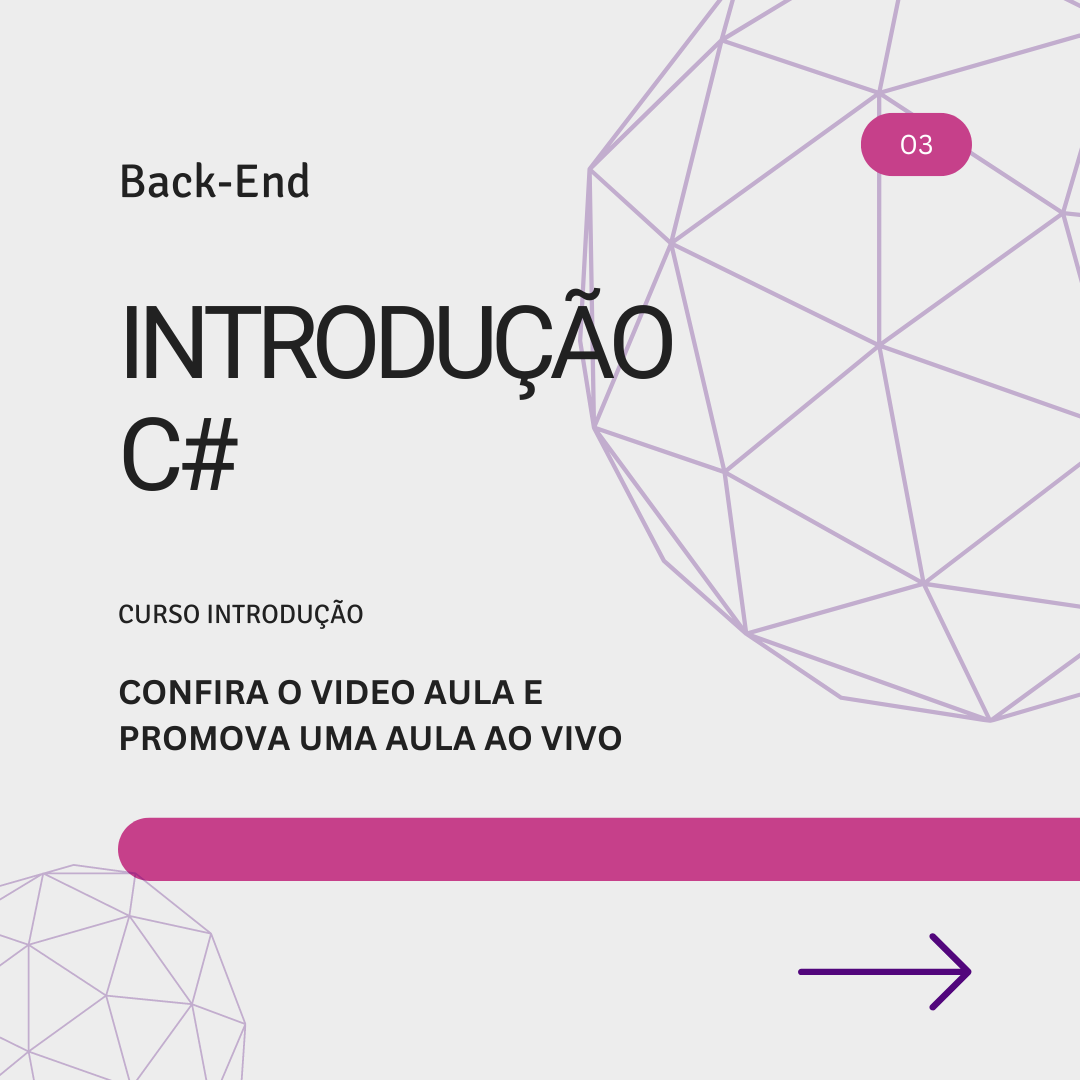 03
Back-End
INTRODUÇÃO
C#
CURSO INTRODUÇÃO
CONFIRA O VIDEO AULA E
PROMOVA UMA AULA AO VIVO